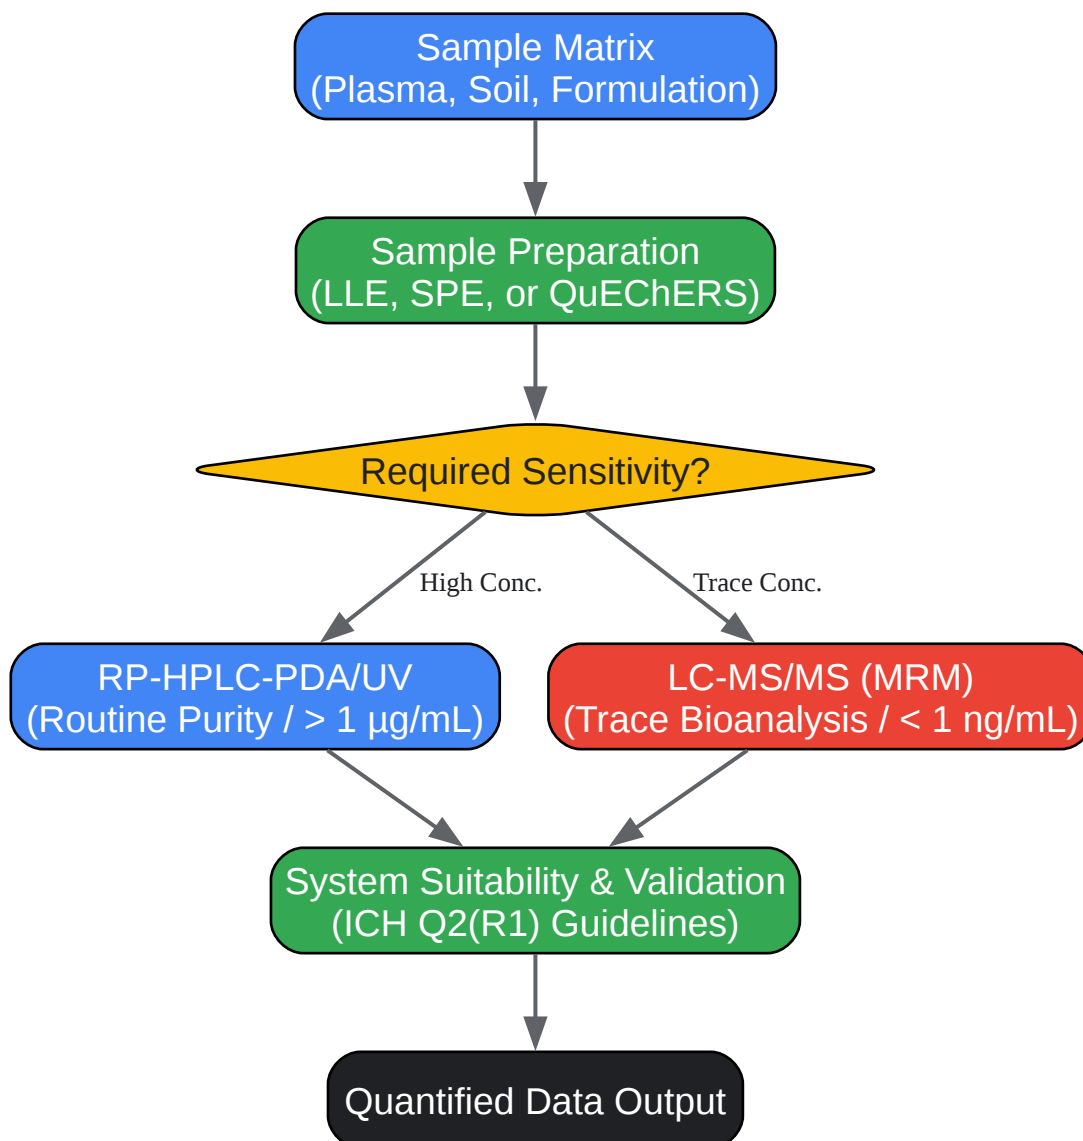 Sample Matrix
(Plasma, Soil, Formulation)
Sample Preparation
(LLE, SPE, or QuEChERS)
Required Sensitivity?
High Conc.
Trace Conc.
RP-HPLC-PDA/UV
(Routine Purity / > 1 µg/mL)
LC-MS/MS (MRM)
(Trace Bioanalysis / < 1 ng/mL)
System Suitability & Validation
(ICH Q2(R1) Guidelines)
Quantified Data Output